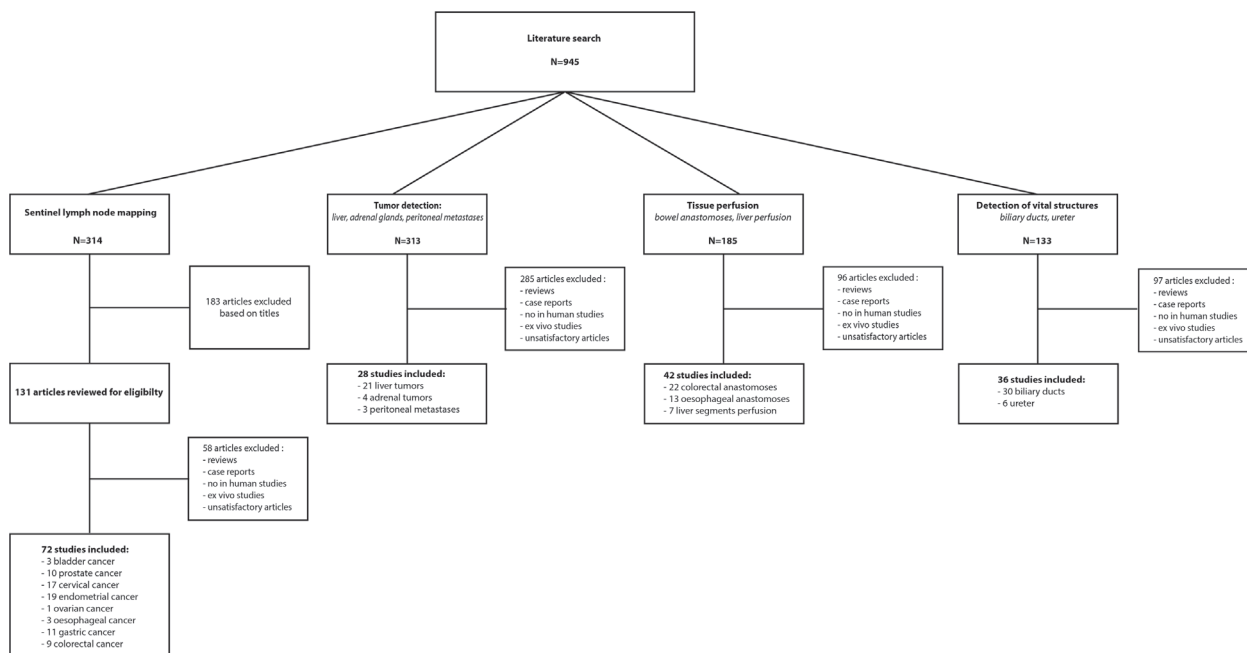 Literature search
N=945
Sentinel lymph node mapping
N=314
Tumor detection:
liver, adrenal glands, peritoneal metastases
N=313
Tissue perfusion
bowel anastomoses, liver perfusion
N=185
Detection of vital structures
biliary ducts, ureter
N=133
183 articles excluded
based on titles
285 articles excluded :
- reviews
- case reports
- no in human studies
- ex vivo studies
- unsatisfactory articles
96 articles excluded :
- reviews
- case reports
- no in human studies
- ex vivo studies
- unsatisfactory articles
97 articles excluded :
- reviews
- case reports
- no in human studies
- ex vivo studies
- unsatisfactory articles
131 articles reviewed for eligibilty
28 studies included:
- 21 liver tumors
- 4 adrenal tumors
- 3 peritoneal metastases
42 studies included:
- 22 colorectal anastomoses
- 13 oesophageal anastomoses
- 7 liver segments perfusion
36 studies included:
- 30 biliary ducts
- 6 ureter
58 articles excluded :
- reviews
- case reports
- no in human studies
- ex vivo studies
- unsatisfactory articles
72 studies included:
- 3 bladder cancer
- 10 prostate cancer
- 17 cervical cancer
- 19 endometrial cancer
- 1 ovarian cancer
- 3 oesophageal cancer
- 11 gastric cancer
- 9 colorectal cancer